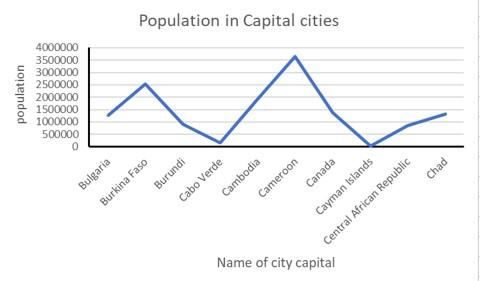 Population in Capital cities
population
4000000
3500000
3000000
2500000
2000000
1500000
1000000
500000
0
Bulgaria
Burkina Faso
Burundi
Cabo Verde
Cambodia
Cameroon
Canada
Cayman Islands
Central African Republic
Chad
Name of city capital